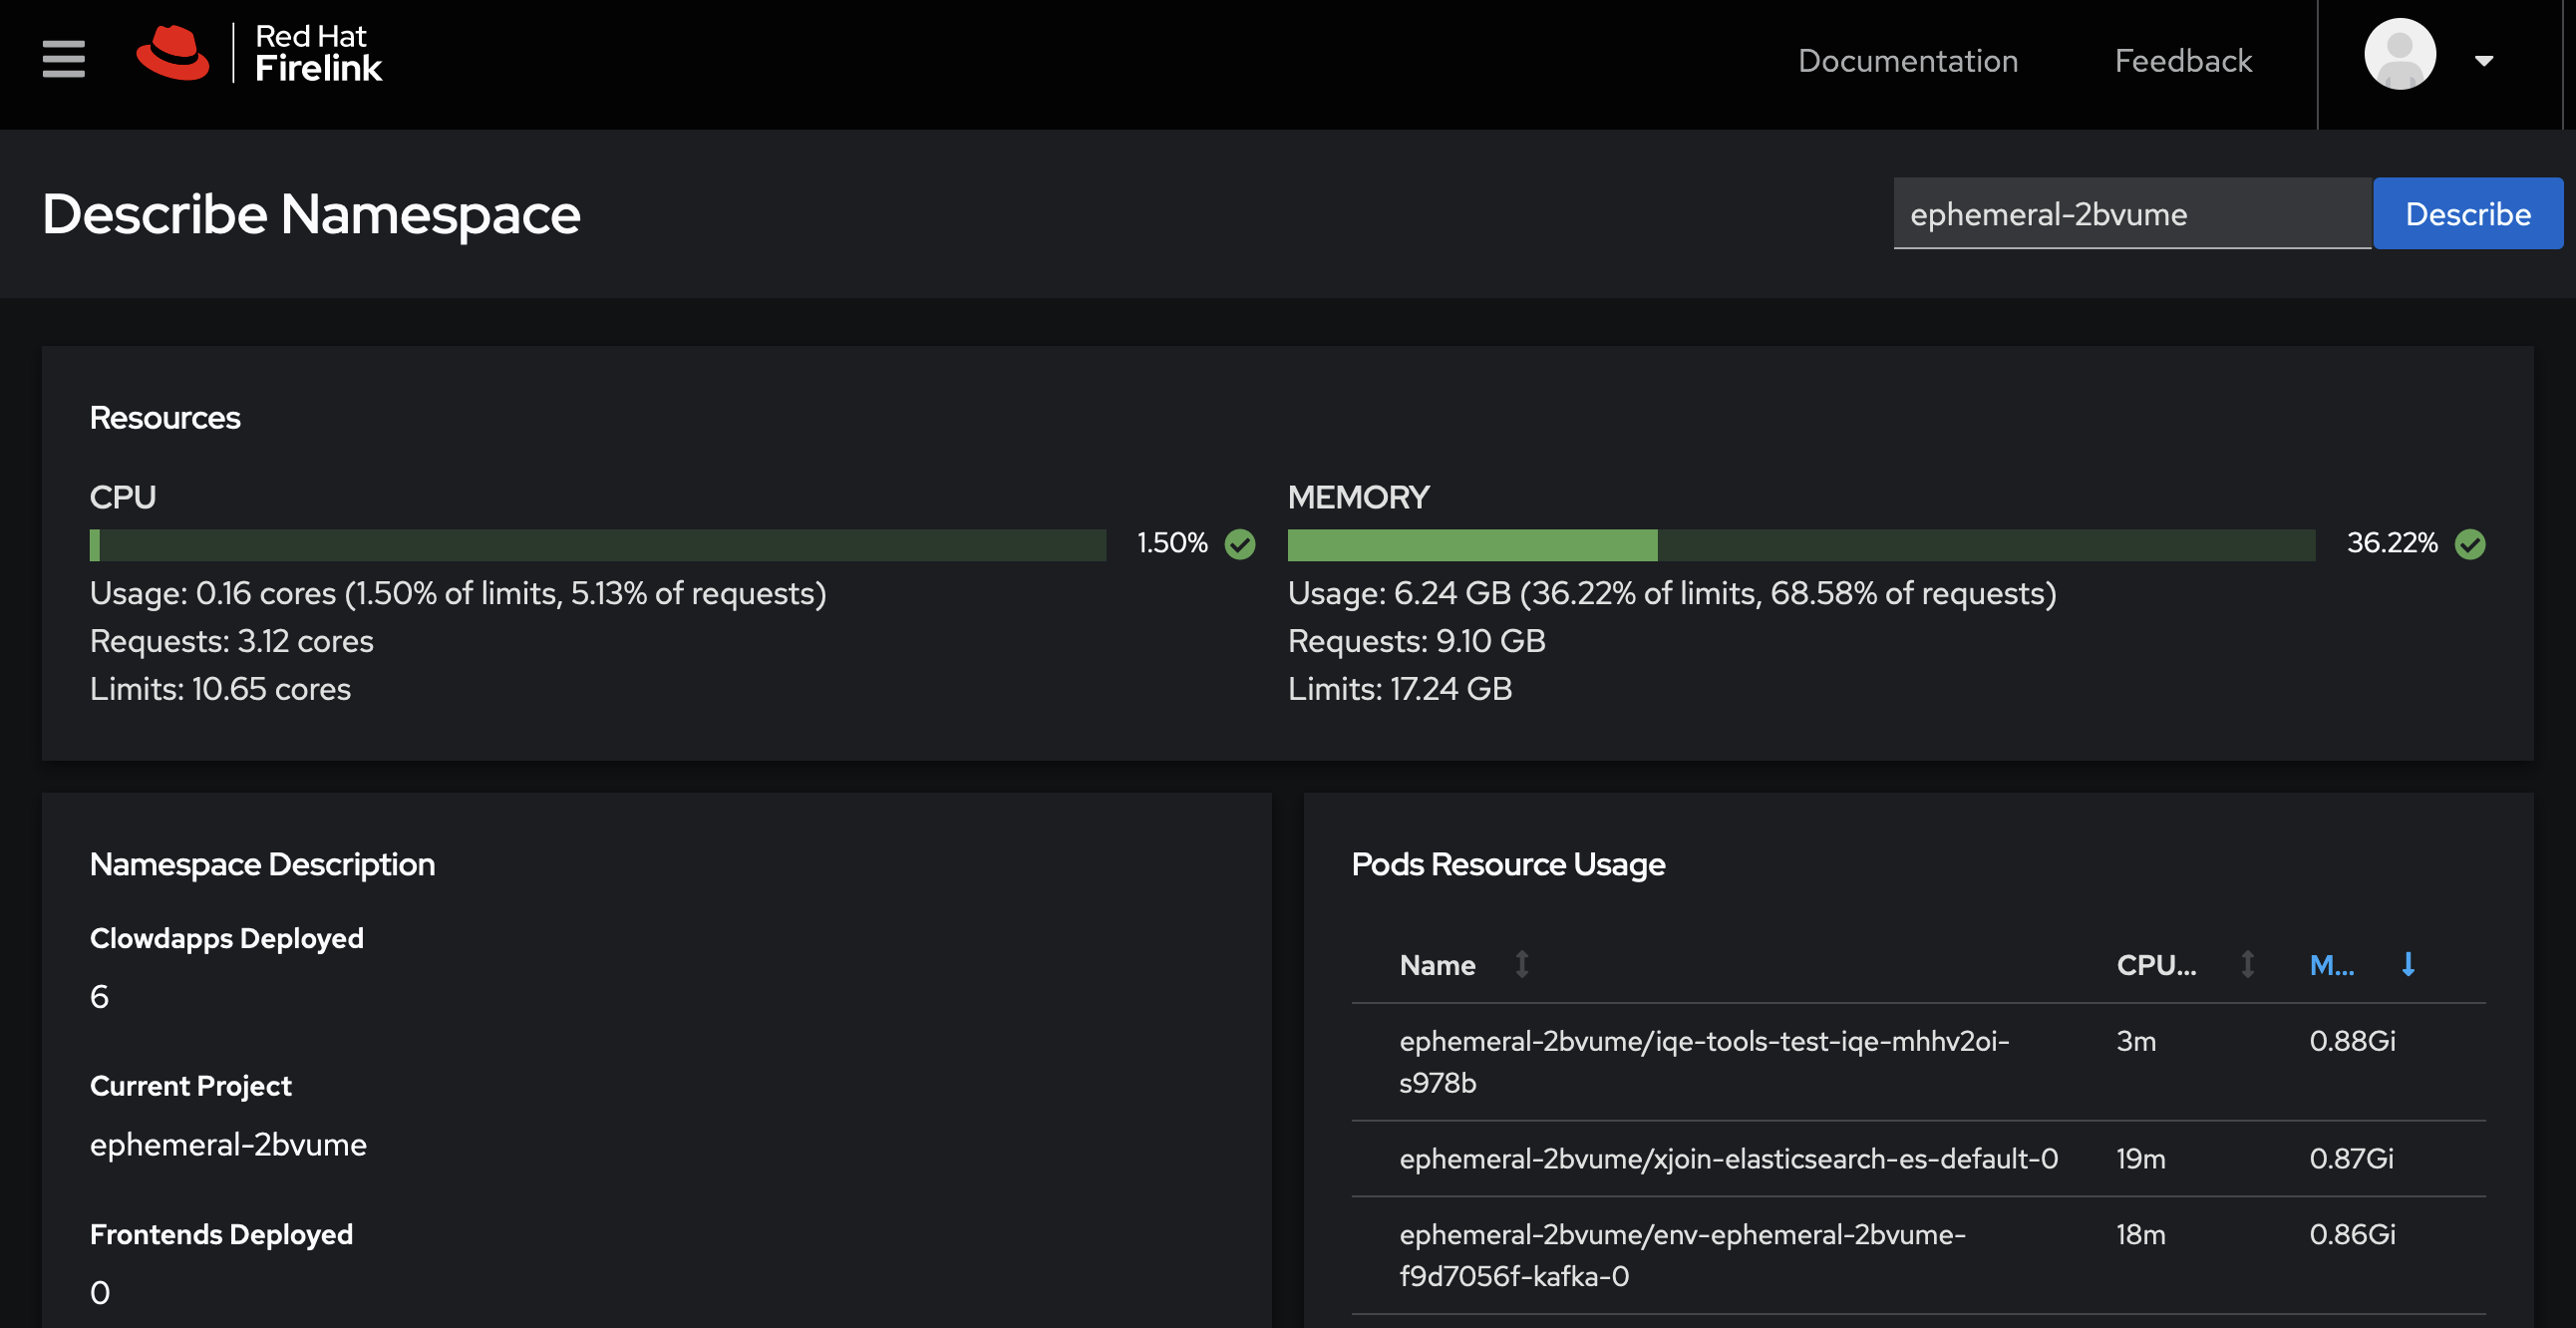 Red Hat
Firelink
Documentation
Feedback
Describe Namespace
ephemeral-2bvume
Describe
Resources
CPU
1.50%
Usage: 0.16 cores (1.50% of limits, 5.13% of requests)
Requests: 3.12 cores
Limits: 10.65 cores
MEMORY
36.22%
Usage: 6.24 GB (36.22% of limits, 68.58% of requests)
Requests: 9.10 GB
Limits: 17.24 GB
Namespace Description
Clowdapps Deployed
6
Current Project
ephemeral-2bvume
Frontends Deployed
0
Pods Resource Usage
Name CPU... M...
ephemeral-2bvume/iqe-tools-test-iqe-mhhv2oi- 3m 0.88Gi
s978b
ephemeral-2bvume/xjoin-elasticsearch-es-default-0 19m 0.87Gi
ephemeral-2bvume/env-ephemeral-2bvume- 18m 0.86Gi
f9d7056f-kafka-0